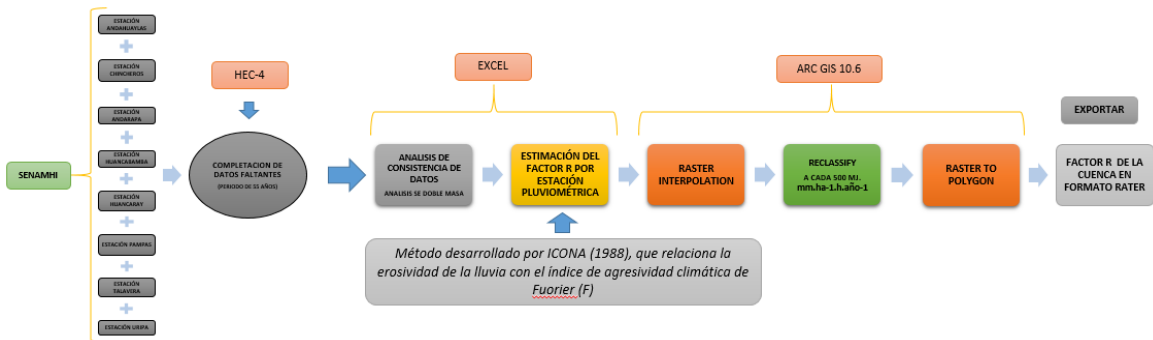 SENAMHI
ESTACIÓN
ANDAHUAYLAS
ESTACIÓN
CHINCHEROS
ESTACIÓN
ANDARAPA
ESTACIÓN
HUANCABAMBA
ESTACIÓN
HUANCARAY
ESTACIÓN PAMPAS
ESTACIÓN
TALAVERA
ESTACIÓN URIPA
HEC-4
COMPLETACION DE
DATOS FALTANTES
(PERIODO DE 55 AÑOS)
EXCEL
ANALISIS DE
CONSISTENCIA DE
DATOS
ANALISIS SE DOBLE MASA
ESTIMACIÓN DEL
FACTOR R POR
ESTACIÓN
PLUVIOMÉTRICA
Método desarrollado por ICONA (1988), que relaciona la
erosividad de la lluvia con el índice de agresividad climática de
Fuorier (F)
ARC GIS 10.6
RASTER
INTERPOLATION
RECLASSIFY
A CADA 500 MJ.
mm.ha-1.h.año-1
RASTER TO
POLYGON
EXPORTAR
FACTOR R DE LA
CUENCA EN
FORMATO RATER